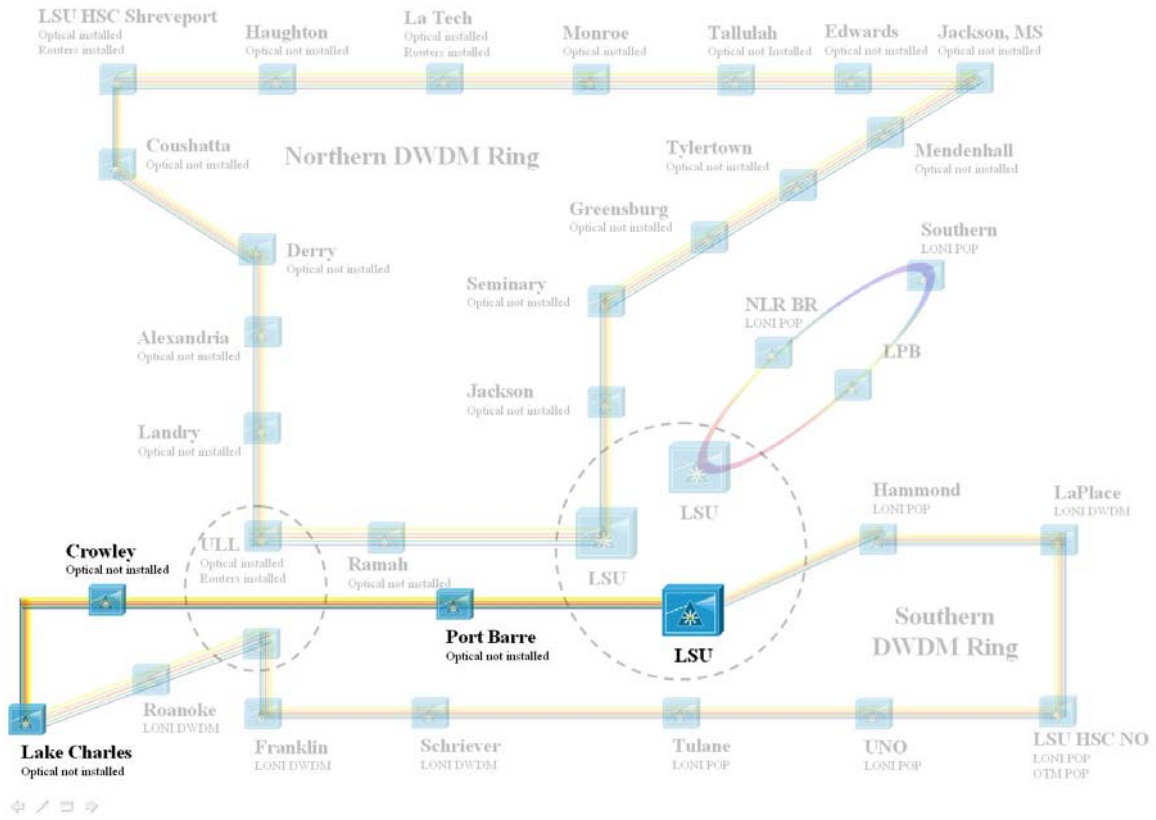 LSU HSC Shreveport
Optical installed
Routers installed
Haughton
Optical not installed
La Tech
Optical installed
Routers installed
Monroe
Optical not installed
Tallulah
Optical not Installed
Edwards
Optical not installed
Jackson, MS
Optical not installed
Coushatta
Optical not installed
Northern DWDM Ring
Tylertown
Optical not installed
Mendenhall
Optical not installed
Greensburg
Optical not installed
Southern
LONI POP
Derry
Optical not installed
Seminary
Optical not installed
NLR BR
LONI POP
Alexandria
Optical not installed
LPB
Jackson
Optical not installed
Landry
Optical not installed
LSU
Hammond
LONI POP
LaPlace
LONI DWDM
ULL
Optical installed
Routers installed
Ramah
Optical not installed
LSU
Crowley
Optical not installed
Port Barre
Optical not installed
LSU
Southern
DWDM Ring
Roanoke
LONI DWDM
Lake Charles
Optical not installed
Franklin
LONI DWDM
Schriever
LONI DWDM
Tulane
LONI POP
UNO
LONI POP
LSU HSC NO
LONI POP
OTM POP